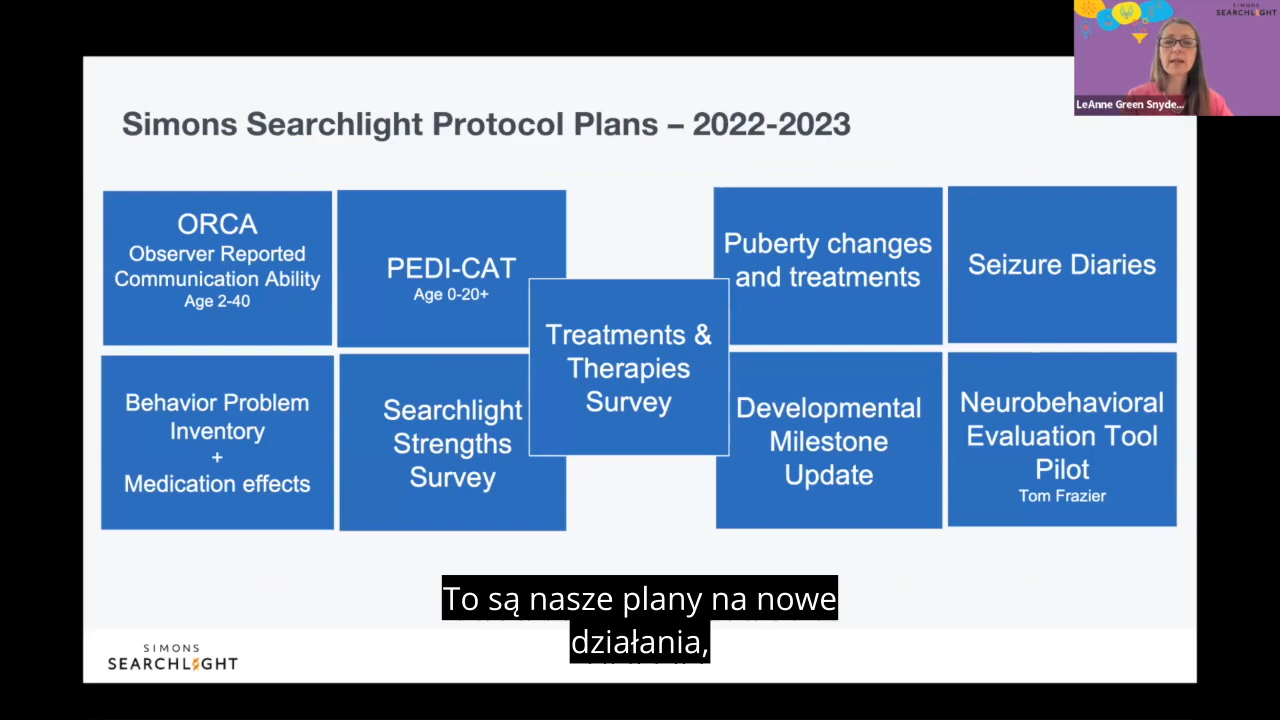 SIMONS
SEARCHLIGHT
LeAnne Green Snyde...
Simons Searchlight Protocol Plans – 2022-2023
ORCA
Observer Reported
Communication Ability
Age 2-40
PEDI-CAT
Age 0-20+
Behavior Problem
Inventory
+
Medication effects
Searchlight
Strengths
Survey
Treatments &
Therapies
Survey
Puberty changes
and treatments
Seizure Diaries
Developmental
Milestone
Update
Neurobehavioral
Evaluation Tool
Pilot
Tom Frazier
To są nasze plany na nowe
działania,
SIMONS
SEARCHLIGHT